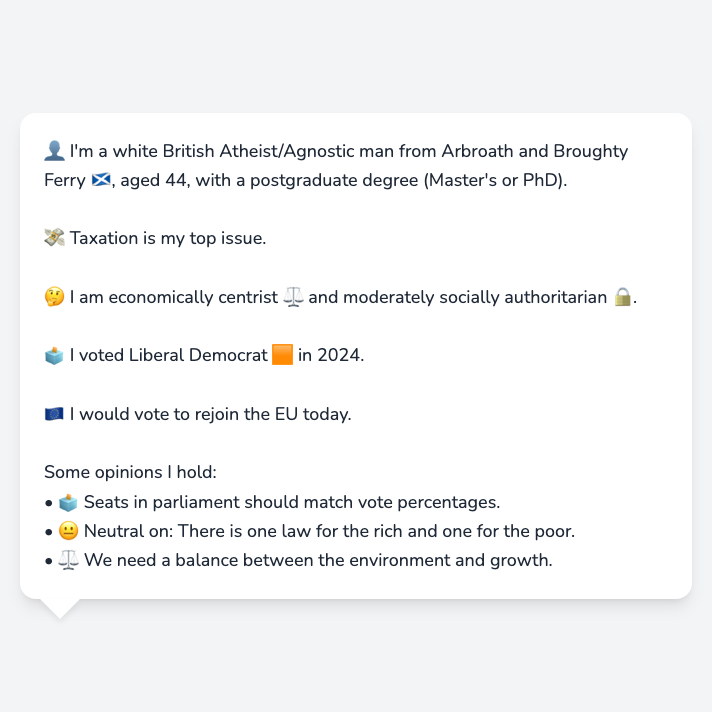 👤 I'm a white British Atheist/Agnostic man from Arbroath and Broughty
Ferry 🏴󠁧󠁢󠁳󠁣󠁴󠁿, aged 44, with a postgraduate degree (Master's or PhD).
💸 Taxation is my top issue.
🤔 I am economically centrist ⚖️ and moderately socially authoritarian 🔒.
🗳️ I voted Liberal Democrat 🟧 in 2024.
🇪🇺 I would vote to rejoin the EU today.
Some opinions I hold:
• 🗳️ Seats in parliament should match vote percentages.
• 😐 Neutral on: There is one law for the rich and one for the poor.
• ⚖️ We need a balance between the environment and growth.